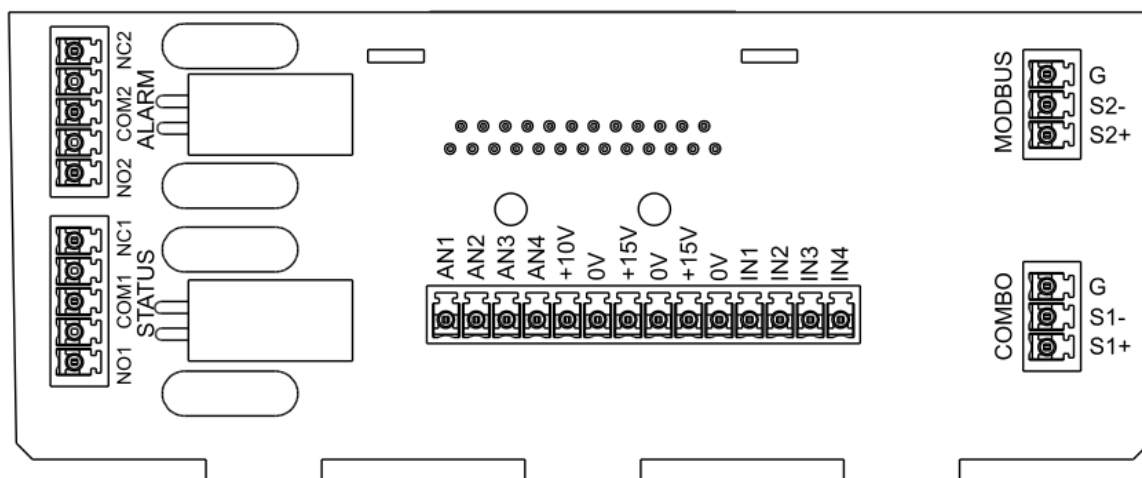 NC2
COM2
NO2
ALARM
NC1
COM1
NO1
STATUS
AN1
AN2
AN3
AN4
+10V
0V
+15V
0V
+15V
0V
IN1
IN2
IN3
IN4
MODBUS
G
S2-
S2+
COMBO
G
S1-
S1+